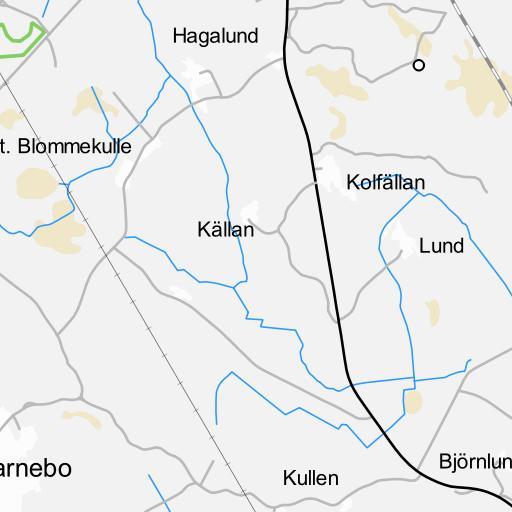 Hagalund
t. Blommekulle
Kolfällan
Källan
Lund
arnebo
Björnlun
Kullen